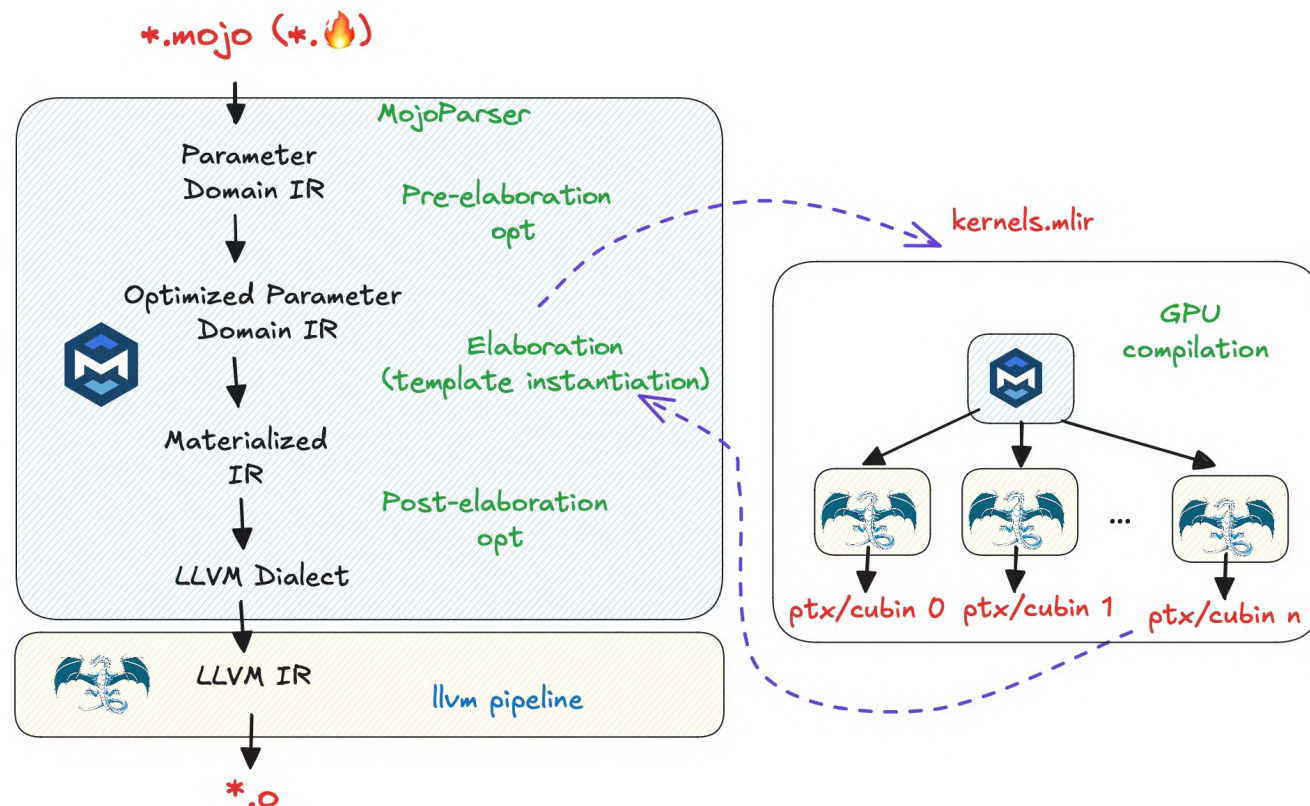 *.mojo (*.🔥)
MojoParser
Parameter
Domain IR
Pre-elaboration
opt
Optimized Parameter
Domain IR
Elaboration
(template instantiation)
Materialized
IR
Post-elaboration
opt
LLVM Dialect
LLVM IR
llvm pipeline
*.o
kernels.mlir
GPU
compilation
...
ptx/cubin 0
ptx/cubin 1
ptx/cubin n